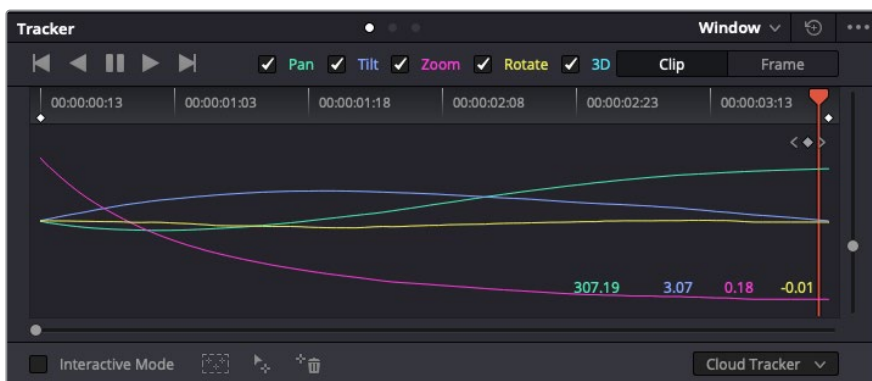 Tracker Window
Pan Tilt Zoom Rotate 3D Clip Frame
00:00:00:13 00:00:01:03 00:00:01:18 00:00:02:08 00:00:02:23 00:00:03:13
307.19 3.07 0.18 -0.01
Interactive Mode Cloud Tracker